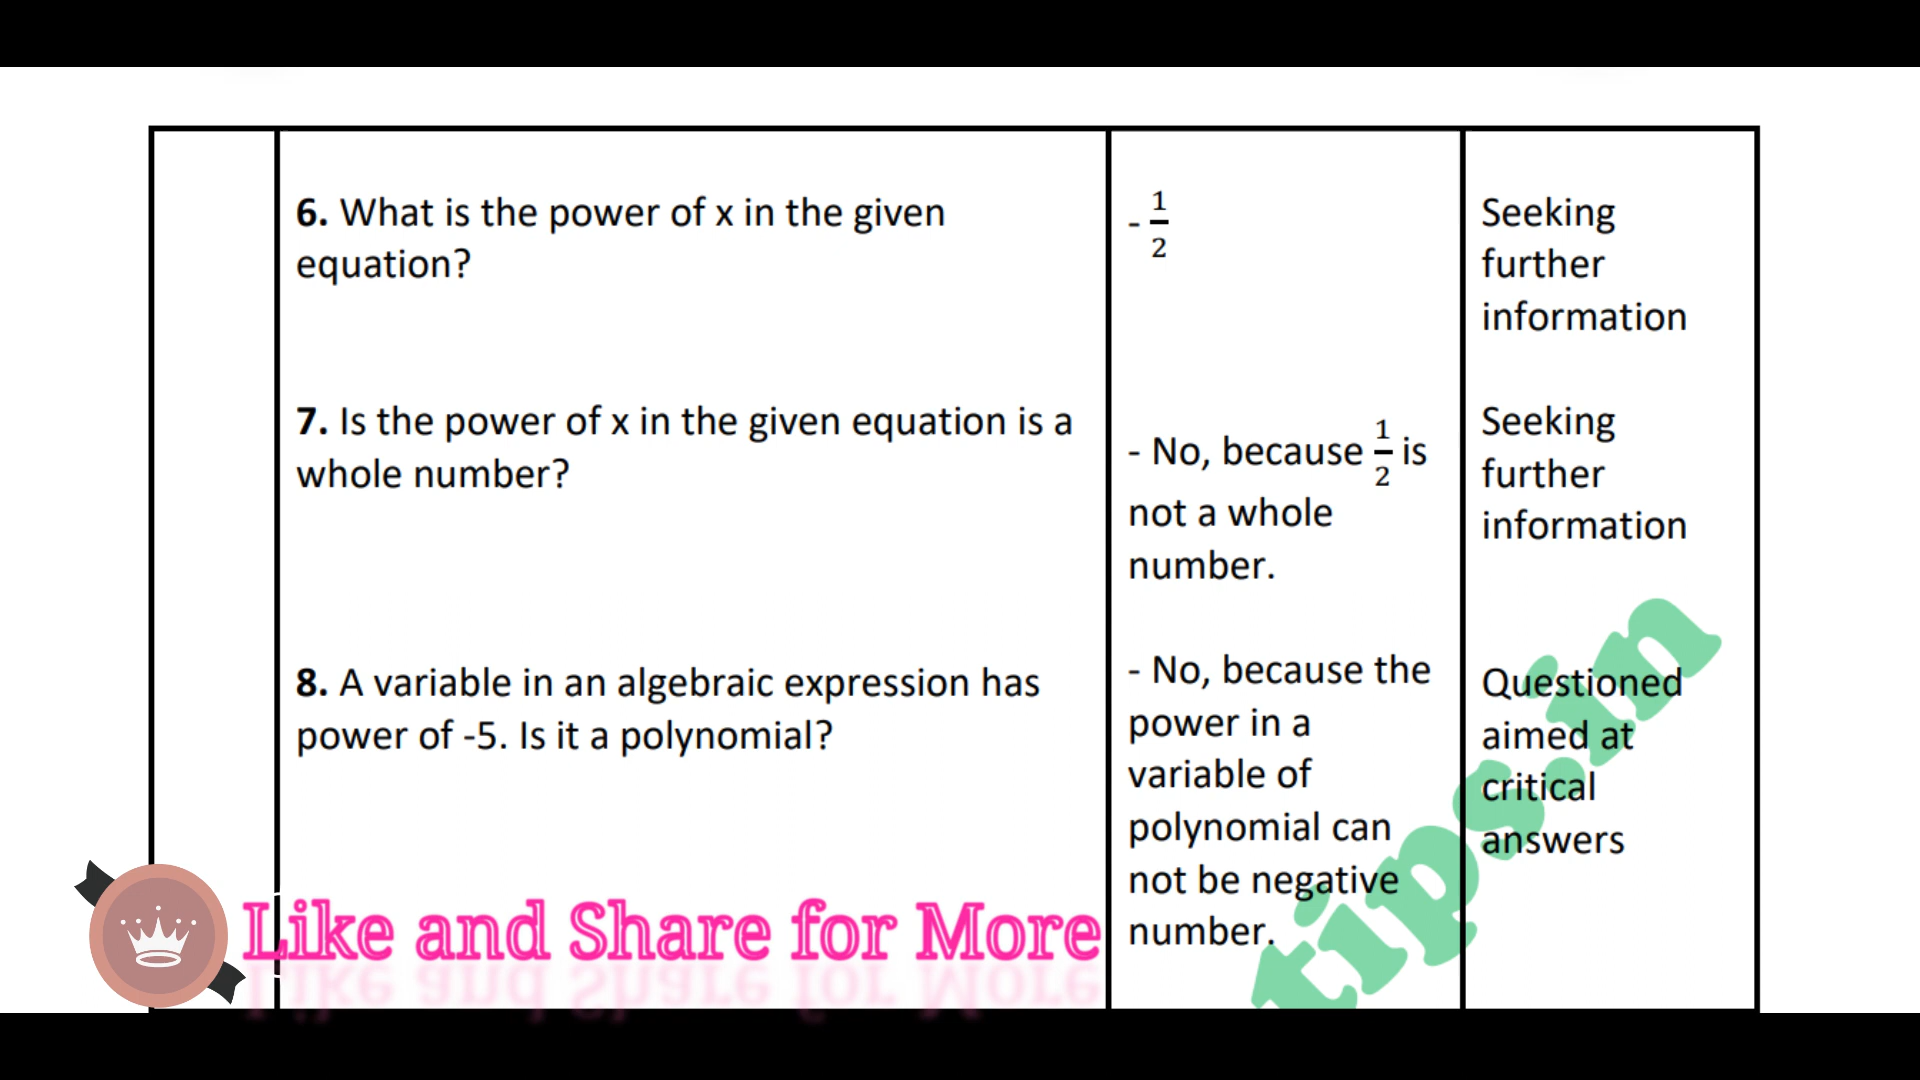 6. What is the power of x in the given
equation?
- 1/2
Seeking
further
information
7. Is the power of x in the given equation is a
whole number?
- No, because 1/2 is
not a whole
number.
Seeking
further
information
8. A variable in an algebraic expression has
power of -5. Is it a polynomial?
- No, because the
power in a
variable of
polynomial can
not be negative
number.
Questioned
aimed at
critical
answers
tips.in
Like and Share for More